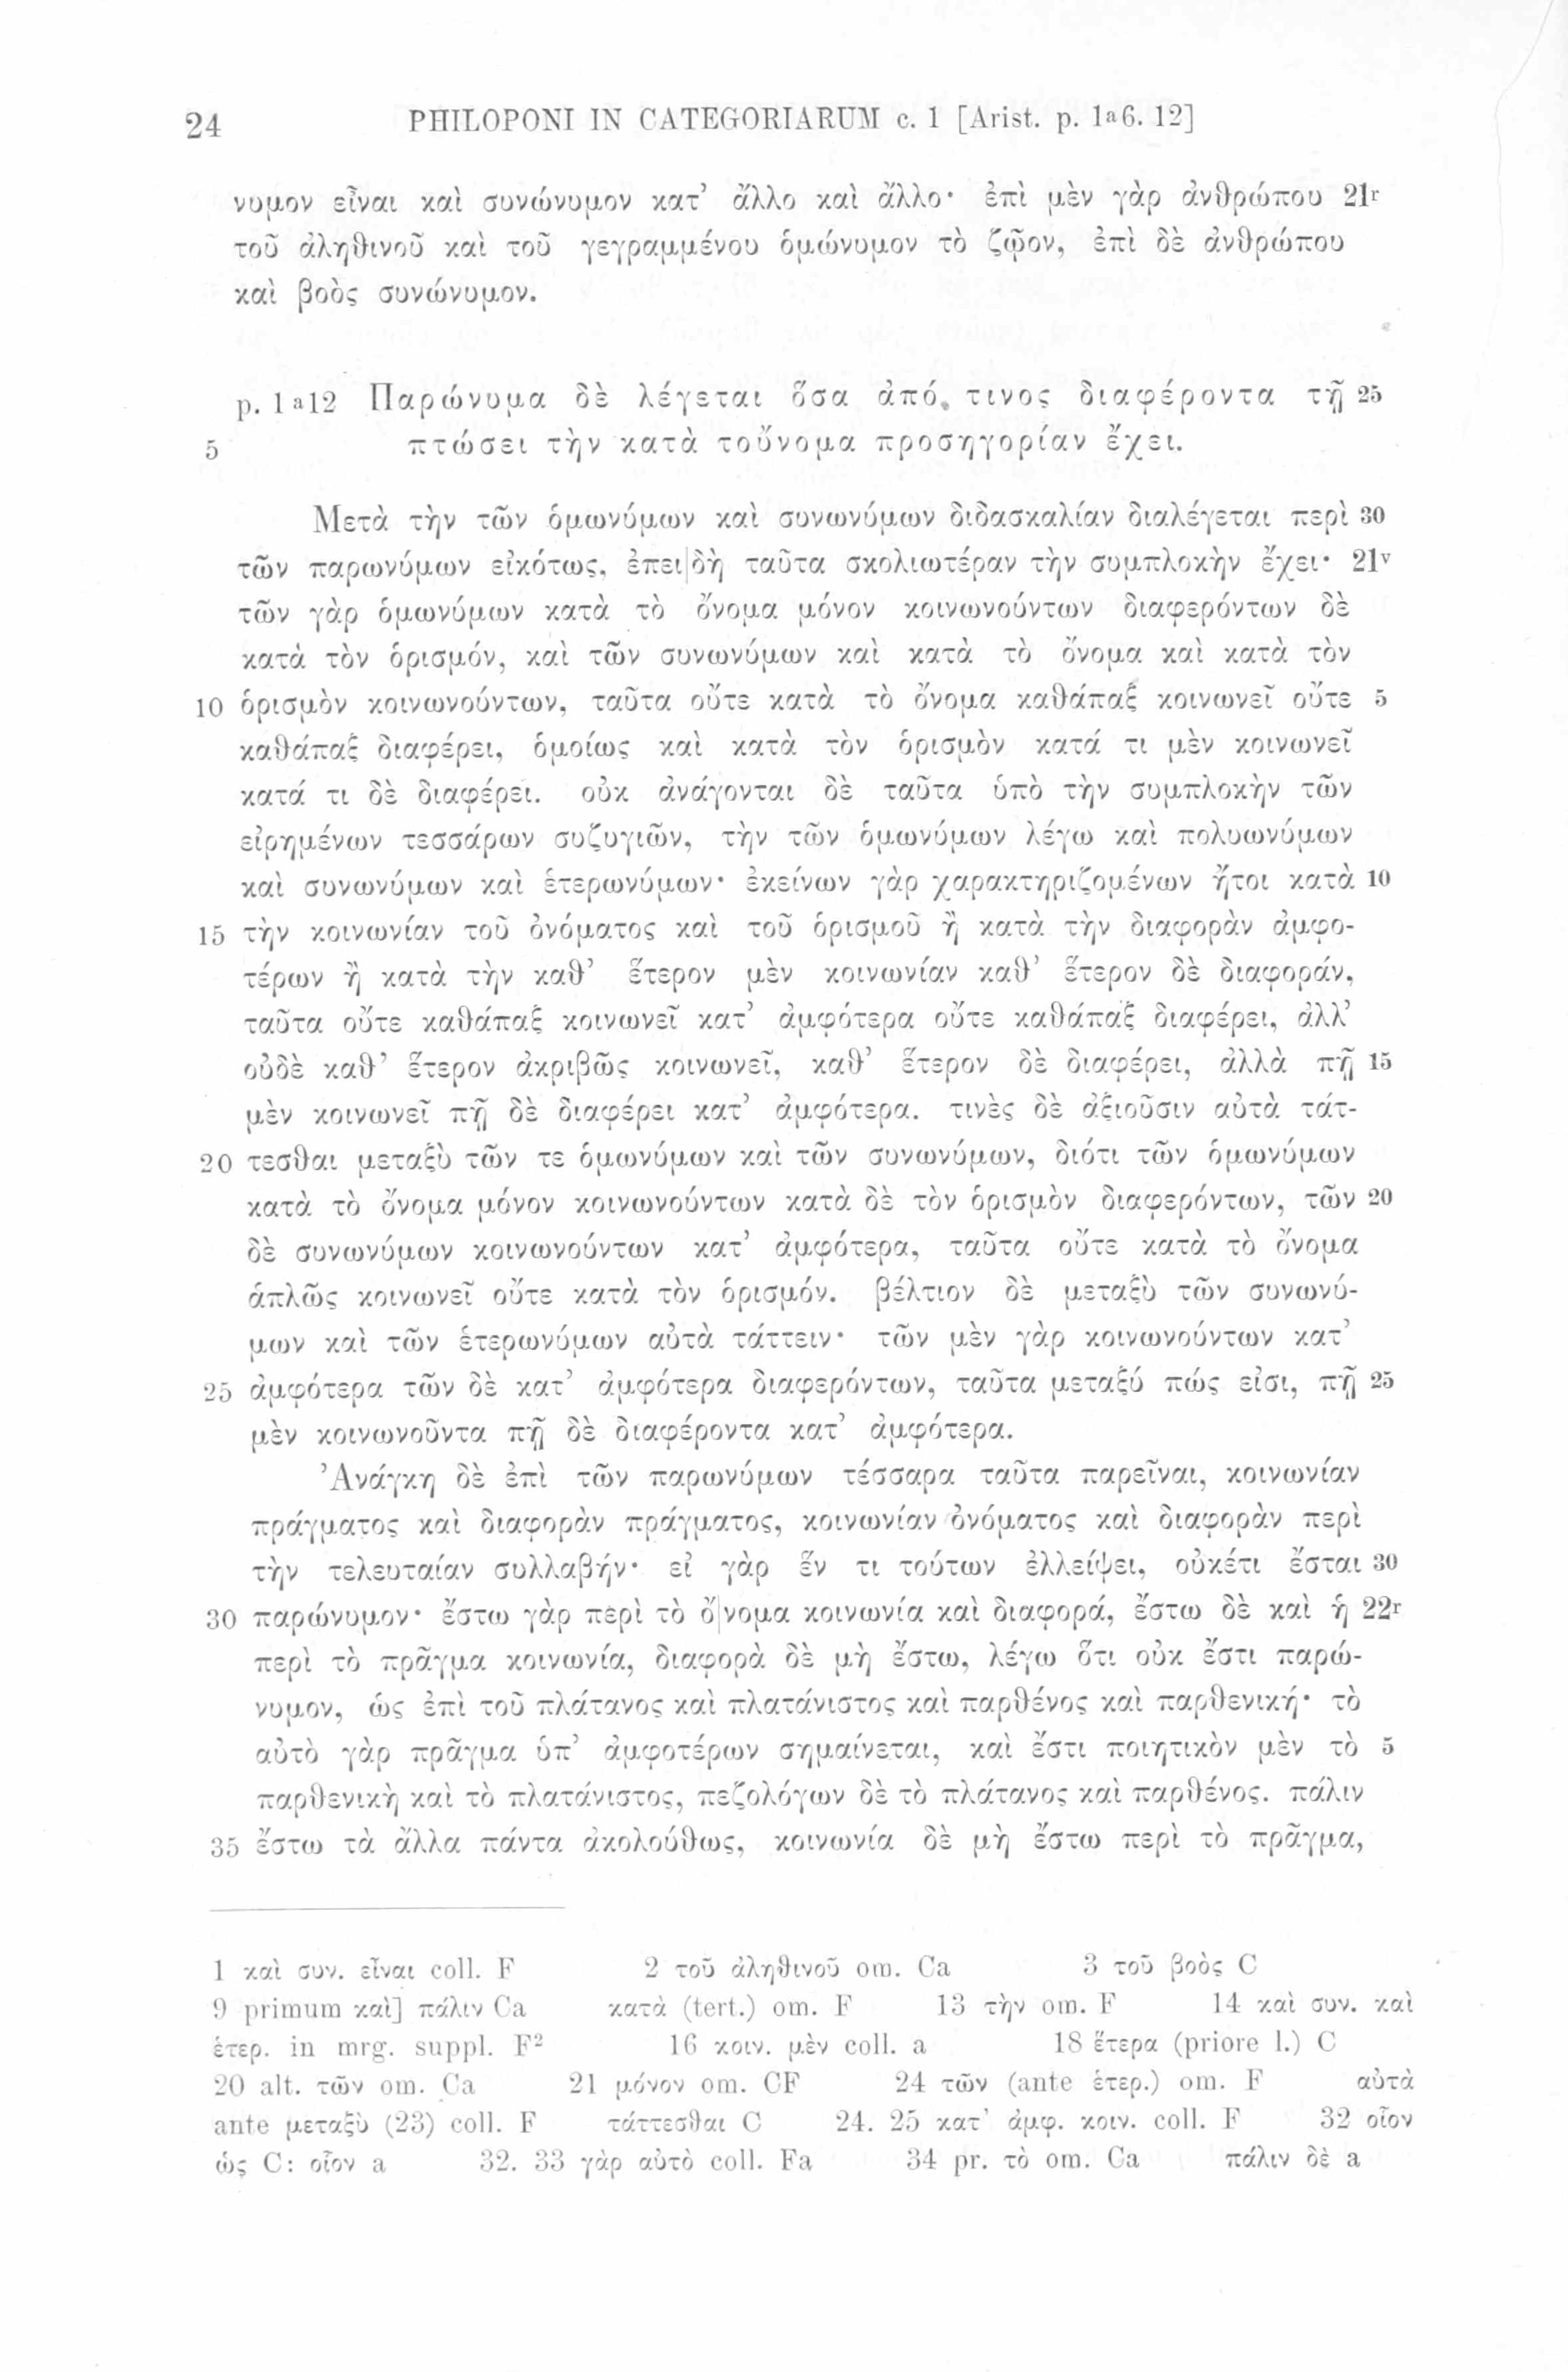 24 PHILOPONI IN CATEGORIARUM c. 1 [Arist. p. 1a6. 12]
νυμον εἶναι καὶ συνώνυμον κατ’ ἄλλο καὶ ἄλλο· ἐπὶ μὲν γὰρ ἀνθρώπου 21r
τοῦ ἀληθινοῦ καὶ τοῦ γεγραμμένου ὁμώνυμον τὸ ζῷον, ἐπὶ δὲ ἀνθρώπου
καὶ βοὸς συνώνυμον.
p. 1a12 Παρώνυμα δὲ λέγεται ὅσα ἀπό τινος διαφέροντα τῇ 25
5 πτώσει τὴν κατὰ τοὔνομα προσηγορίαν ἔχει.
Μετὰ τὴν τῶν ὁμωνύμων καὶ συνωνύμων διδασκαλίαν διαλέγεται περὶ 30
τῶν παρωνύμων εἰκότως, ἐπει|δὴ ταῦτα σκολιωτέραν τὴν συμπλοκὴν ἔχει· 21v
τῶν γὰρ ὁμωνύμων κατὰ τὸ ὄνομα μόνον κοινωνούντων διαφερόντων δὲ
κατὰ τὸν ὁρισμόν, καὶ τῶν συνωνύμων καὶ κατὰ τὸ ὄνομα καὶ κατὰ τὸν
10 ὁρισμὸν κοινωνούντων, ταῦτα οὔτε κατὰ τὸ ὄνομα καθάπαξ κοινωνεῖ οὔτε 5
καθάπαξ διαφέρει, ὁμοίως καὶ κατὰ τὸν ὁρισμὸν κατά τι μὲν κοινωνεῖ
κατά τι δὲ διαφέρει. οὐκ ἀνάγονται δὲ ταῦτα ὑπὸ τὴν συμπλοκὴν τῶν
εἰρημένων τεσσάρων συζυγιῶν, τὴν τῶν ὁμωνύμων λέγω καὶ πολυωνύμων
καὶ συνωνύμων καὶ ἑτερωνύμων· ἐκείνων γὰρ χαρακτηριζομένων ἤτοι κατὰ 10
15 τὴν κοινωνίαν τοῦ ὀνόματος καὶ τοῦ ὁρισμοῦ ἢ κατὰ τὴν διαφορὰν ἀμφο-
τέρων ἢ κατὰ τὴν καθ’ ἕτερον μὲν κοινωνίαν καθ’ ἕτερον δὲ διαφοράν,
ταῦτα οὔτε καθάπαξ κοινωνεῖ κατ’ ἀμφότερα οὔτε καθάπαξ διαφέρει, ἀλλ’
οὐδὲ καθ’ ἕτερον ἀκριβῶς κοινωνεῖ, καθ’ ἕτερον δὲ διαφέρει, ἀλλὰ πῇ 15
μὲν κοινωνεῖ πῇ δὲ διαφέρει κατ’ ἀμφότερα. τινὲς δὲ ἀξιοῦσιν αὐτὰ τάτ-
20 τεσθαι μεταξὺ τῶν τε ὁμωνύμων καὶ τῶν συνωνύμων, διότι τῶν ὁμωνύμων
κατὰ τὸ ὄνομα μόνον κοινωνούντων κατὰ δὲ τὸν ὁρισμὸν διαφερόντων, τῶν 20
δὲ συνωνύμων κοινωνούντων κατ’ ἀμφότερα, ταῦτα οὔτε κατὰ τὸ ὄνομα
ἁπλῶς κοινωνεῖ οὔτε κατὰ τὸν ὁρισμόν. βέλτιον δὲ μεταξὺ τῶν συνωνύ-
μων καὶ τῶν ἑτερωνύμων αὐτὰ τάττειν· τῶν μὲν γὰρ κοινωνούντων κατ’
25 ἀμφότερα τῶν δὲ κατ’ ἀμφότερα διαφερόντων, ταῦτα μεταξύ πώς εἰσι, πῇ 25
μὲν κοινωνοῦντα πῇ δὲ διαφέροντα κατ’ ἀμφότερα.
Ἀνάγκη δὲ ἐπὶ τῶν παρωνύμων τέσσαρα ταῦτα παρεῖναι, κοινωνίαν
πράγματος καὶ διαφορὰν πράγματος, κοινωνίαν ὀνόματος καὶ διαφορὰν περὶ
τὴν τελευταίαν συλλαβήν· εἰ γὰρ ἕν τι τούτων ἐλλείψει, οὐκέτι ἔσται 30
30 παρώνυμον· ἔστω γὰρ περὶ τὸ ὄ|νομα κοινωνία καὶ διαφορά, ἔστω δὲ καὶ ἡ 22r
περὶ τὸ πρᾶγμα κοινωνία, διαφορὰ δὲ μὴ ἔστω, λέγω ὅτι οὐκ ἔστι παρώ-
νυμον, ὡς ἐπὶ τοῦ πλάτανος καὶ πλατάνιστος καὶ παρθένος καὶ παρθενική· τὸ
αὐτὸ γὰρ πρᾶγμα ὑπ’ ἀμφοτέρων σημαίνεται, καὶ ἔστι ποιητικὸν μὲν τὸ 5
παρθενικὴ καὶ τὸ πλατάνιστος, πεζολόγων δὲ τὸ πλάτανος καὶ παρθένος. πάλιν
35 ἔστω τὰ ἄλλα πάντα ἀκολούθως, κοινωνία δὲ μὴ ἔστω περὶ τὸ πρᾶγμα,
1 καὶ συν. εἶναι coll. F 2 τοῦ ἀληθινοῦ om. Ca 3 τοῦ βοὸς C
9 primum καὶ] πάλιν Ca κατὰ (tert.) om. F 13 τὴν om. F 14 καὶ συν. καὶ
ἑτερ. in mrg. suppl. F2 16 κοιν. μὲν coll. a 18 ἕτερα (priore l.) C
20 alt. τῶν om. Ca 21 μόνον om. CF 24 τῶν (ante ἑτερ.) om. F αὐτὰ
ante μεταξὺ (23) coll. F τάττεσθαι C 24. 25 κατ’ ἀμφ. κοιν. coll. F 32 οἷον
ὡς C: οἷον a 32. 33 γὰρ αὐτὸ coll. Fa 34 pr. τὸ om. Ca πάλιν δὲ a